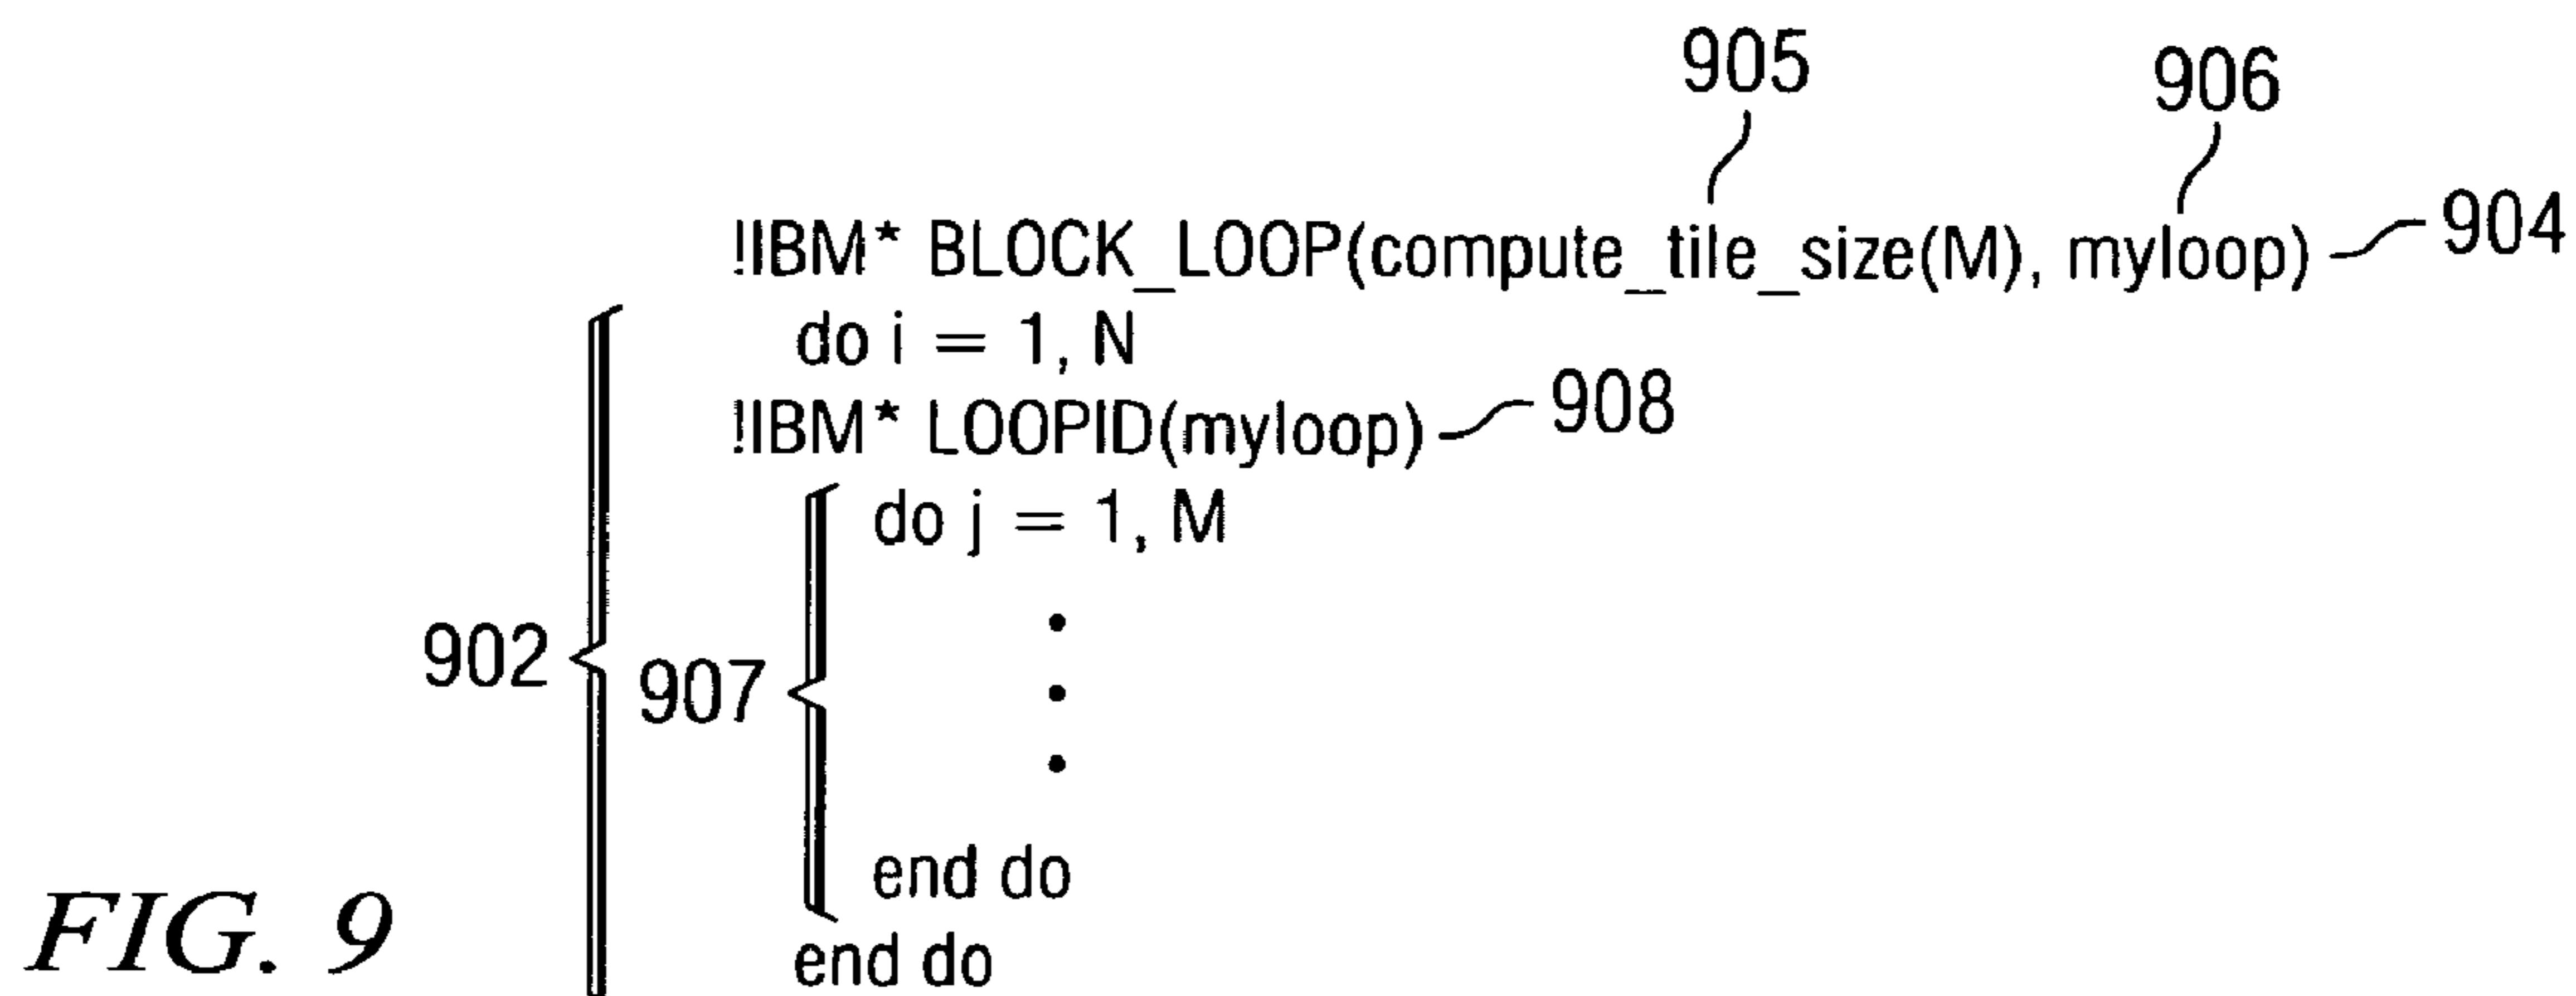 905
906
!IBM* BLOCK_LOOP(compute_tile_size(M), myloop) 904
do i = 1, N
!IBM* LOOPID(myloop) 908
do j = 1, M
902
907
end do
end do
FIG. 9